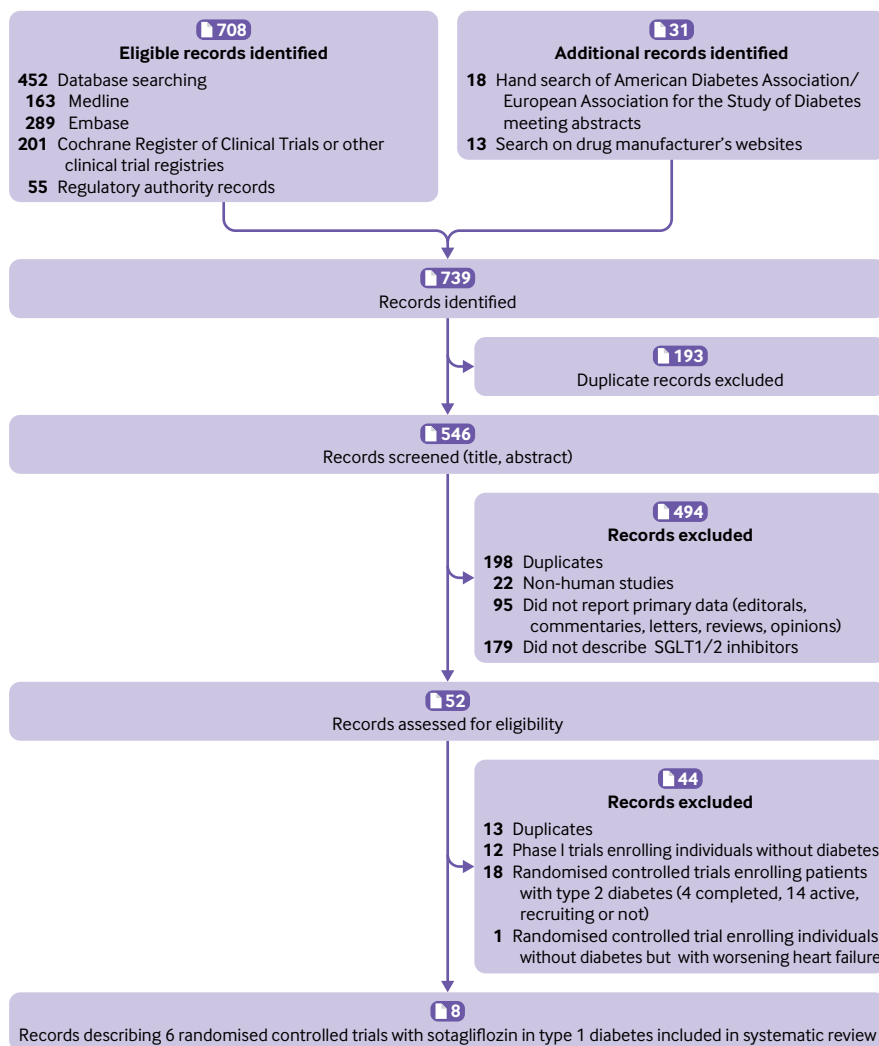 708
Eligible records identified
452 Database searching
163 Medline
289 Embase
201 Cochrane Register of Clinical Trials or other
clinical trial registries
55 Regulatory authority records
31
Additional records identified
18 Hand search of American Diabetes Association/
European Association for the Study of Diabetes
meeting abstracts
13 Search on drug manufacturer's websites
739
Records identified
193
Duplicate records excluded
546
Records screened (title, abstract)
494
Records excluded
198 Duplicates
22 Non-human studies
95 Did not report primary data (editorals,
commentaries, letters, reviews, opinions)
179 Did not describe SGLT1/2 inhibitors
52
Records assessed for eligibility
44
Records excluded
13 Duplicates
12 Phase I trials enrolling individuals without diabetes
18 Randomised controlled trials enrolling patients
with type 2 diabetes (4 completed, 14 active,
recruiting or not)
1 Randomised controlled trial enrolling individuals
without diabetes but with worsening heart failure
8
Records describing 6 randomised controlled trials with sotagliflozin in type 1 diabetes included in systematic review